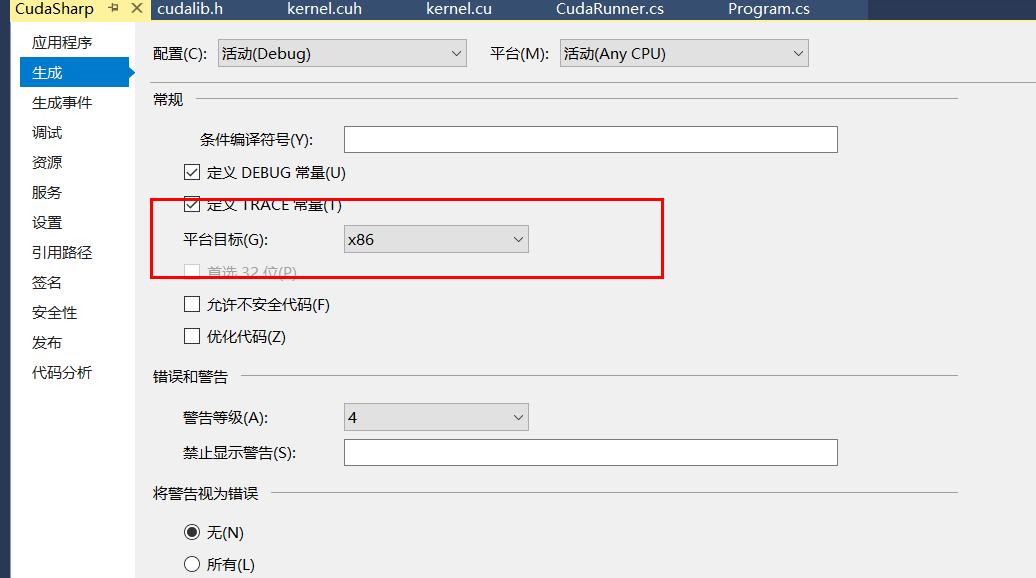 CudaSharp cudalib.h kernel.cuh kernel.cu CudaRunner.cs Program.cs
应用程序
生成
生成事件
调试
资源
服务
设置
引用路径
签名
安全性
发布
代码分析
配置(C): 活动(Debug) 平台(M): 活动(Any CPU)
常规
条件编译符号(Y):
定义 DEBUG 常量(U)
定义 TRACE 常量(T)
平台目标(G): x86
首选 32 位(P)
允许不安全代码(F)
优化代码(Z)
错误和警告
警告等级(A): 4
禁止显示警告(S):
将警告视为错误
无(N)
所有(L)